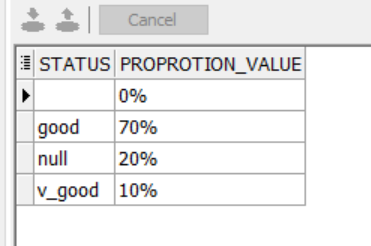 Cancel
STATUS PROPROTION_VALUE
0%
good 70%
null 20%
v_good 10%